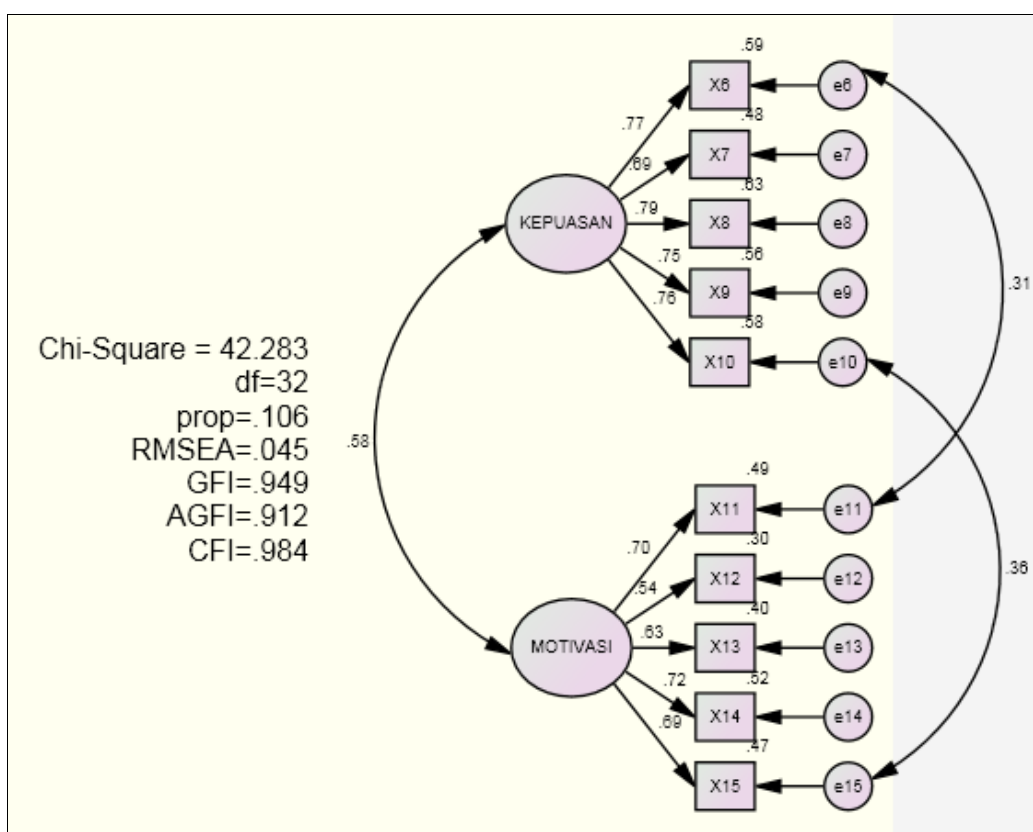 .59
X6
e6
.77
.48
X7
e7
.69
.63
KEPUASAN
.79
X8
e8
.56
.75
X9
e9
.31
.76
.58
X10
e10
Chi-Square = 42.283
df=32
prop=.106
RMSEA=.045
GFI=.949
AGFI=.912
CFI=.984
.58
.49
X11
e11
.70
.30
.36
X12
e12
.54
.40
MOTIVASI
.63
X13
e13
.52
.72
X14
e14
.69
.47
X15
e15